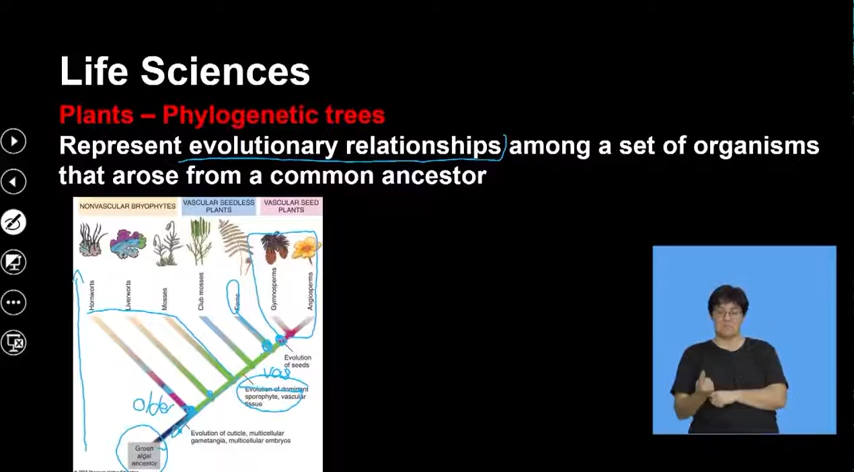 Life Sciences
Plants – Phylogenetic trees
Represent evolutionary relationships among a set of organisms
that arose from a common ancestor
NONVASCULAR BRYOPHYTES
VASCULAR SEEDLESS
PLANTS
VASCULAR SEED
PLANTS
Hornworts
Liverworts
Mosses
Club mosses
Ferns
Gymnosperms
Angiosperms
Evolution
of seeds
vas
Evolution of dominant
sporophyte, vascular
tissue
older
Evolution of cuticle, multicellular
gametangia, multicellular embryos
Green
algal
ancestor